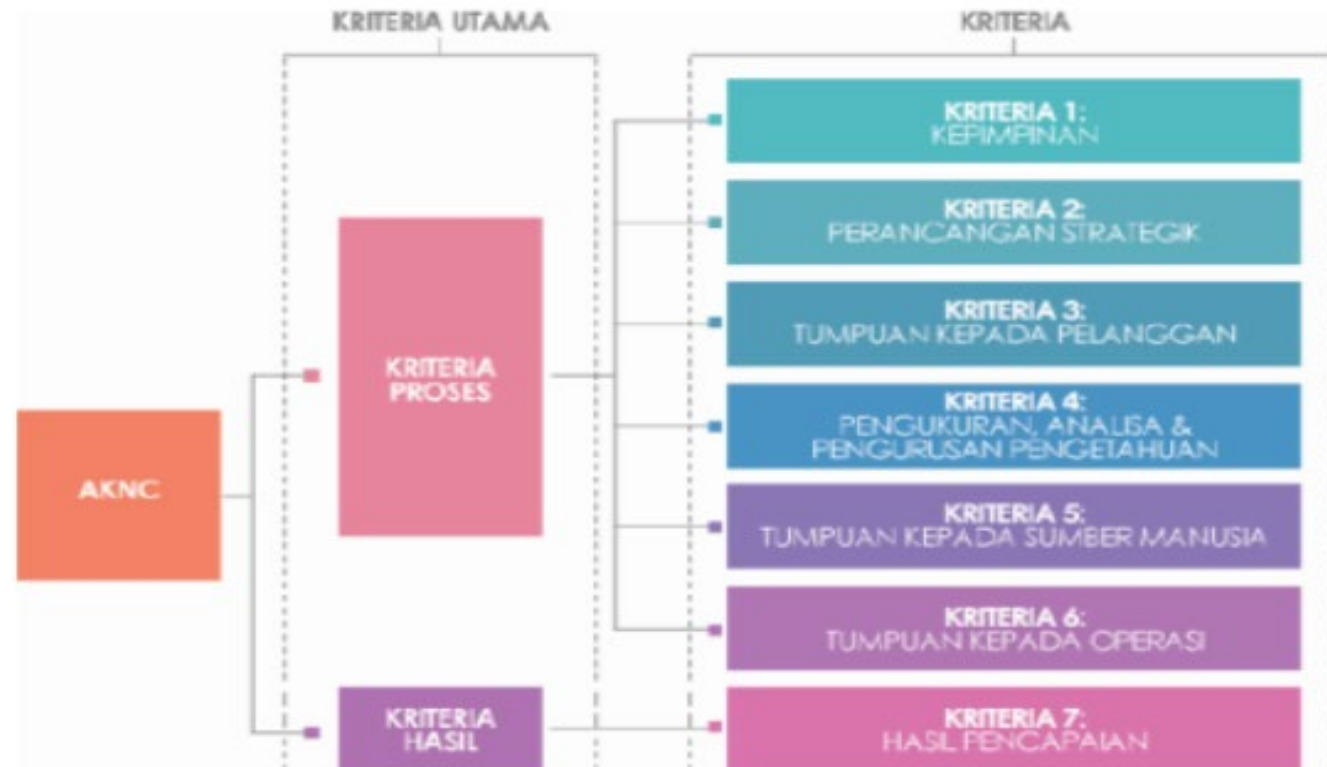 KRITERIA UTAMA
KRITERIA
AKNC
KRITERIA
PROSES
KRITERIA
HASIL
KRITERIA 1:
KEPIMPINAN
KRITERIA 2:
PERANCANGAN STRATEGIK
KRITERIA 3:
TUMPUAN KEPADA PELANGGAN
KRITERIA 4:
PENGUKURAN, ANALISA &
PENGURUSAN PENGETAHUAN
KRITERIA 5:
TUMPUAN KEPADA SUMBER MANUSIA
KRITERIA 6:
TUMPUAN KEPADA OPERASI
KRITERIA 7:
HASIL PENCAPAIAN